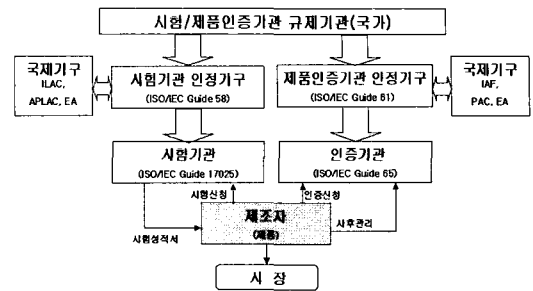 시험/제품인증기관 규제기관(국가)
국제기구
ILAC,
APLAC, EA
시험기관 인정기구
(ISO/IEC Guide 58)
제품인증기관 인정기구
(ISO/IEC Guide 61)
국제기구
IAF,
PAC, EA
시험기관
(ISO/IEC Guide 17025)
인증기관
(ISO/IEC Guide 65)
시험신청
인증신청
제조자
(제품)
시험성적서
사후관리
시 장